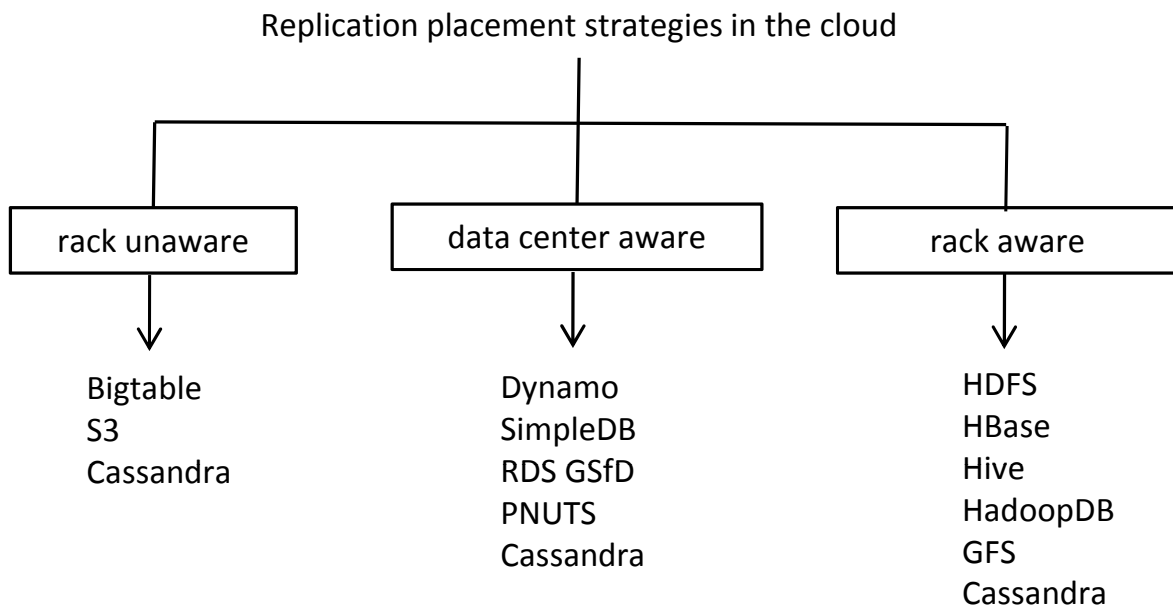 Replication placement strategies in the cloud
rack unaware
data center aware
rack aware
Bigtable
S3
Cassandra
Dynamo
SimpleDB
RDS GSfD
PNUTS
Cassandra
HDFS
HBase
Hive
HadoopDB
GFS
Cassandra